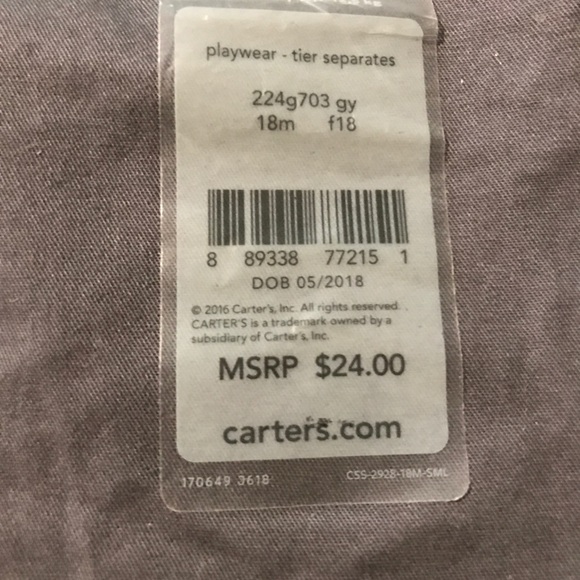 playwear - tier separates
224g703 gy
18m f18
8 89338 77215 1
DOB 05/2018
© 2016 Carter's, Inc. All rights reserved.
CARTER'S is a trademark owned by a
subsidiary of Carter's, Inc.
MSRP $24.00
carters.com
170649 3618
CSS-2928-18M-SML